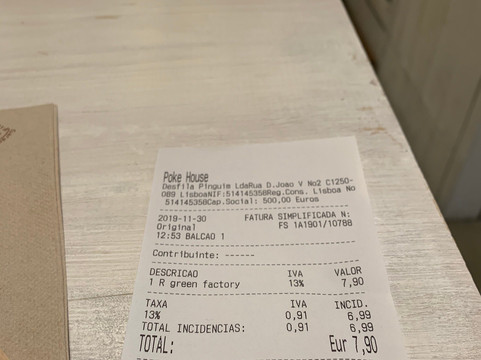 Poke House
Desfila Pinguim LdaRua D.Joao V No2 C1250-
089 LisboaNIF:514145358Reg.Cons. Lisboa No
514145358Cap.Social: 500,00 Euros
2019-11-30 FATURA SIMPLIFICADA N:
Original FS 1A1901/10788
12:53 BALCAO 1
Contribuinte: ------
DESCRICAO IVA VALOR
1 R green factory 13% 7,90
TAXA IVA INCID.
13% 0,91 6,99
TOTAL INCIDENCIAS: 0,91 6,99
TOTAL: Eur 7,90